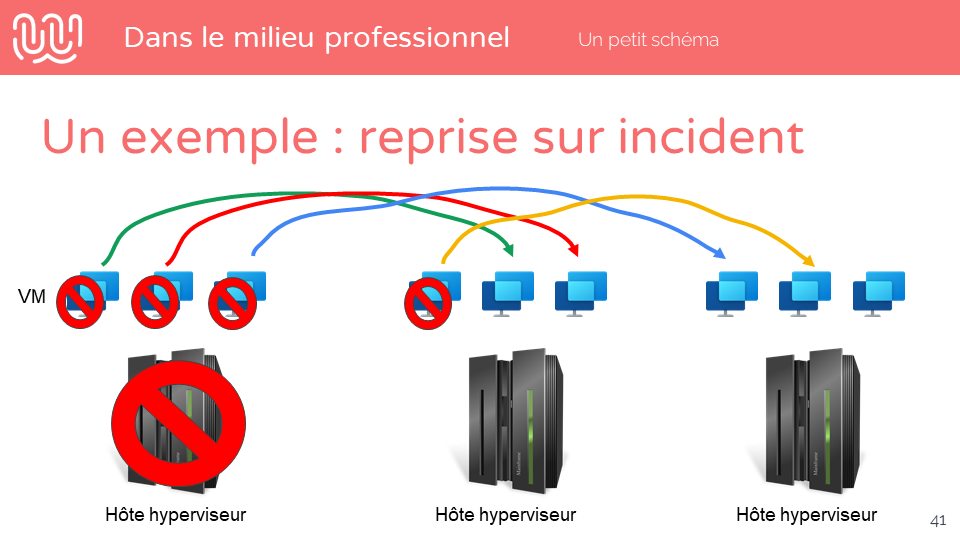 Dans le milieu professionnel
Un petit schéma
Un exemple : reprise sur incident
VM
Hôte hyperviseur
Hôte hyperviseur
Hôte hyperviseur
41